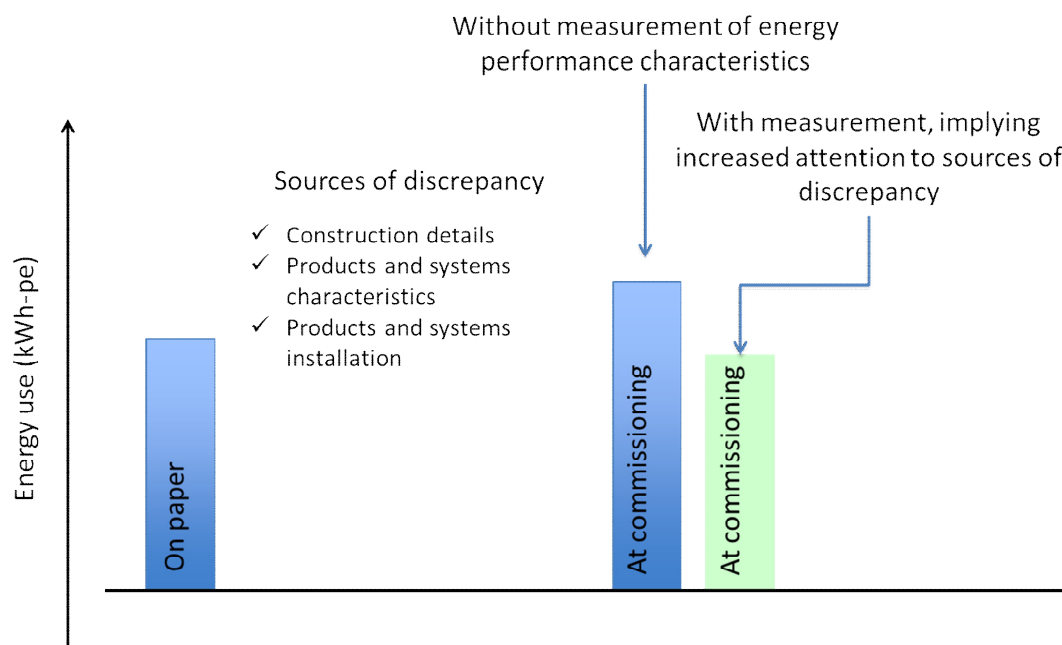 Without measurement of energy
performance characteristics
With measurement, implying
increased attention to sources of
discrepancy
Sources of discrepancy
✓ Construction details
✓ Products and systems
characteristics
✓ Products and systems
installation
Energy use (kWh-pe)
On paper
At commissioning
At commissioning